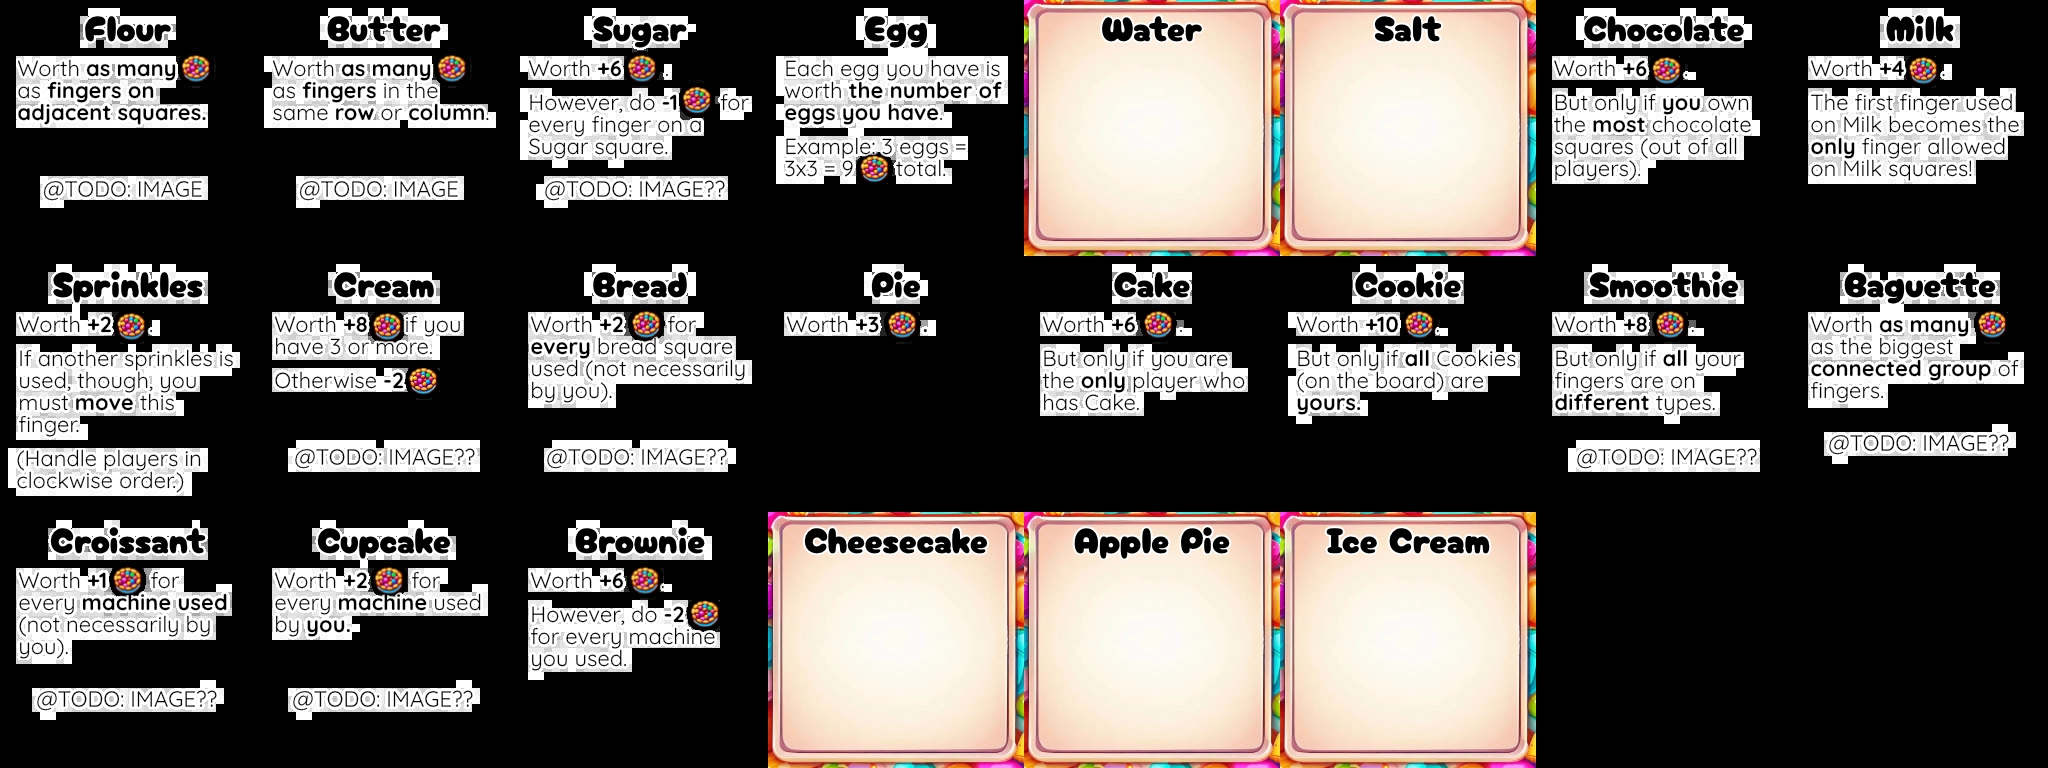 Flour
Worth as many
as fingers on
adjacent squares.
@TODO: IMAGE
Butter
Worth as many
as fingers in the
same row or column.
@TODO: IMAGE
Sugar
Worth +6 .
However, do -1 for
every finger on a
Sugar square.
@TODO: IMAGE??
Egg
Each egg you have is
worth the number of
eggs you have.
Example: 3 eggs =
3x3 = 9 total.
Water
Salt
Chocolate
Worth +6 .
But only if you own
the most chocolate
squares (out of all
players).
Milk
Worth +4 .
The first finger used
on Milk becomes the
only finger allowed
on Milk squares!
Sprinkles
Worth +2 .
If another sprinkles is
used, though, you
must move this
finger.
(Handle players in
clockwise order.)
Cream
Worth +8 if you
have 3 or more.
Otherwise -2
@TODO: IMAGE??
Bread
Worth +2 for
every bread square
used (not necessarily
by you).
@TODO: IMAGE??
Pie
Worth +3 .
Cake
Worth +6 .
But only if you are
the only player who
has Cake.
Cookie
Worth +10 .
But only if all Cookies
(on the board) are
yours.
Smoothie
Worth +8 .
But only if all your
fingers are on
different types.
@TODO: IMAGE??
Baguette
Worth as many
as the biggest
connected group of
fingers.
@TODO: IMAGE??
Croissant
Worth +1 for
every machine used
(not necessarily by
you).
@TODO: IMAGE??
Cupcake
Worth +2 for
every machine used
by you.
@TODO: IMAGE??
Brownie
Worth +6 .
However, do -2
for every machine
you used.
Cheesecake
Apple Pie
Ice Cream